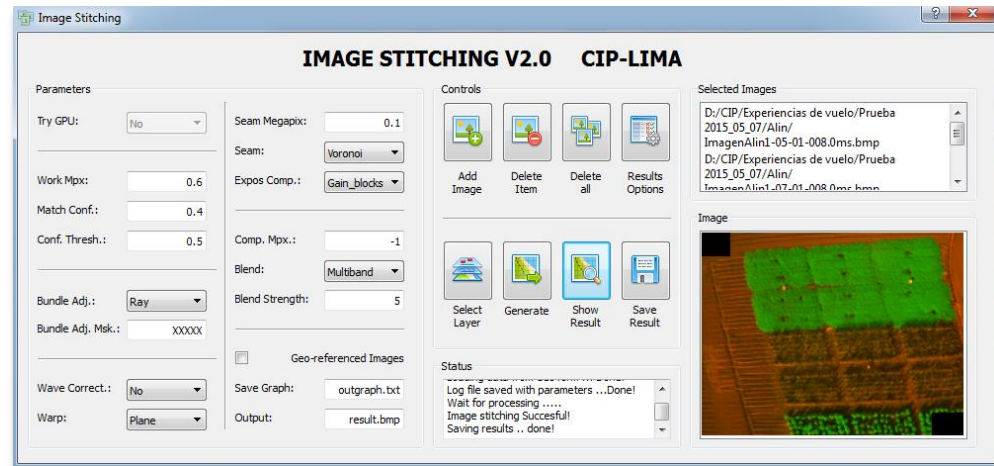 Image Stitching
IMAGE STITCHING V2.0 CIP-LIMA
Parameters
Try GPU: No
Work Mpx: 0.6
Match Conf.: 0.4
Conf. Thresh.: 0.5
Bundle Adj.: Ray
Bundle Adj. Msk.: XXXXX
Wave Correct.: No
Warp: Plane
Seam Megapix: 0.1
Seam: Voronoi
Expos Comp.: Gain_blocks
Comp. Mpx.: -1
Blend: Multiband
Blend Strength: 5
Geo-referenced Images
Save Graph: outgraph.txt
Output: result.bmp
Controls
Add Image
Delete Item
Delete all
Results Options
Select Layer
Generate
Show Result
Save Result
Status
Log file saved with parameters ...Done!
Wait for processing .....
Image stitching Succesful!
Saving results .. done!
Selected Images
D:/CIP/Experiencias de vuelo/Prueba
2015_05_07/Alin/
ImagenAlin1-05-01-008.0ms.bmp
D:/CIP/Experiencias de vuelo/Prueba
2015_05_07/Alin/
ImagenAlin1-07-01-008.0ms.bmp
Image